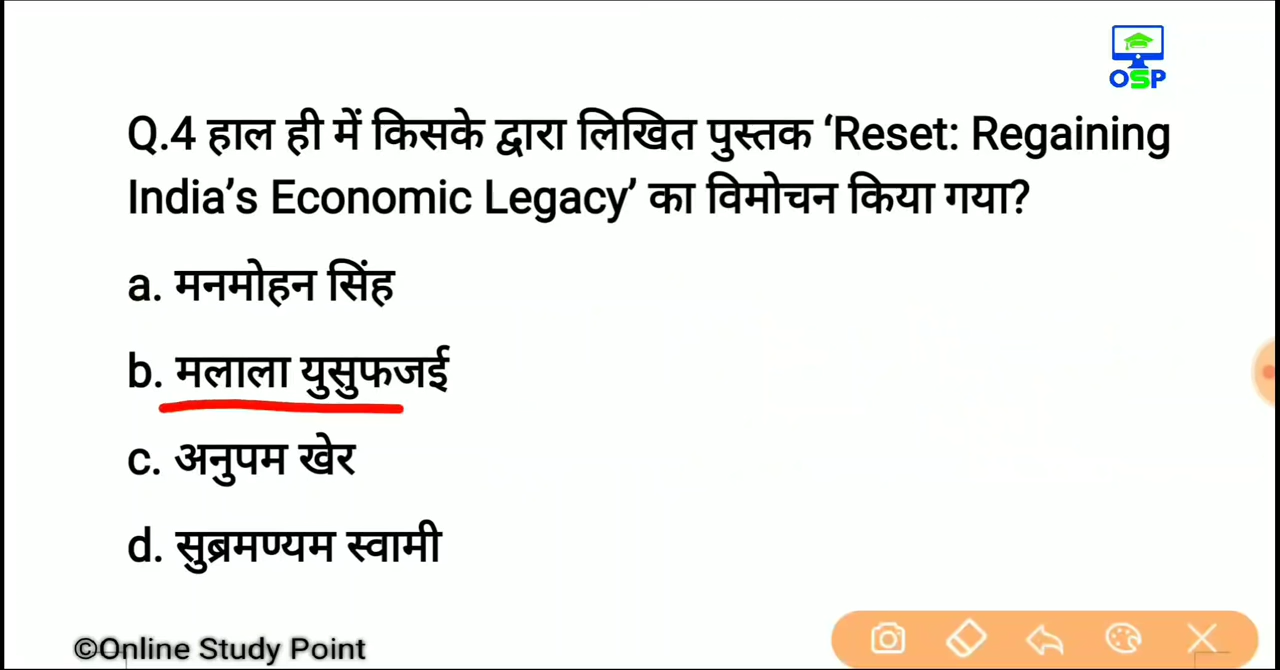 OSP
Q.4 हाल ही में किसके द्वारा लिखित पुस्तक ‘Reset: Regaining
India’s Economic Legacy’ का विमोचन किया गया?
a. मनमोहन सिंह
b. मलाला युसुफजई
c. अनुपम खेर
d. सुब्रमण्यम स्वामी
©Online Study Point